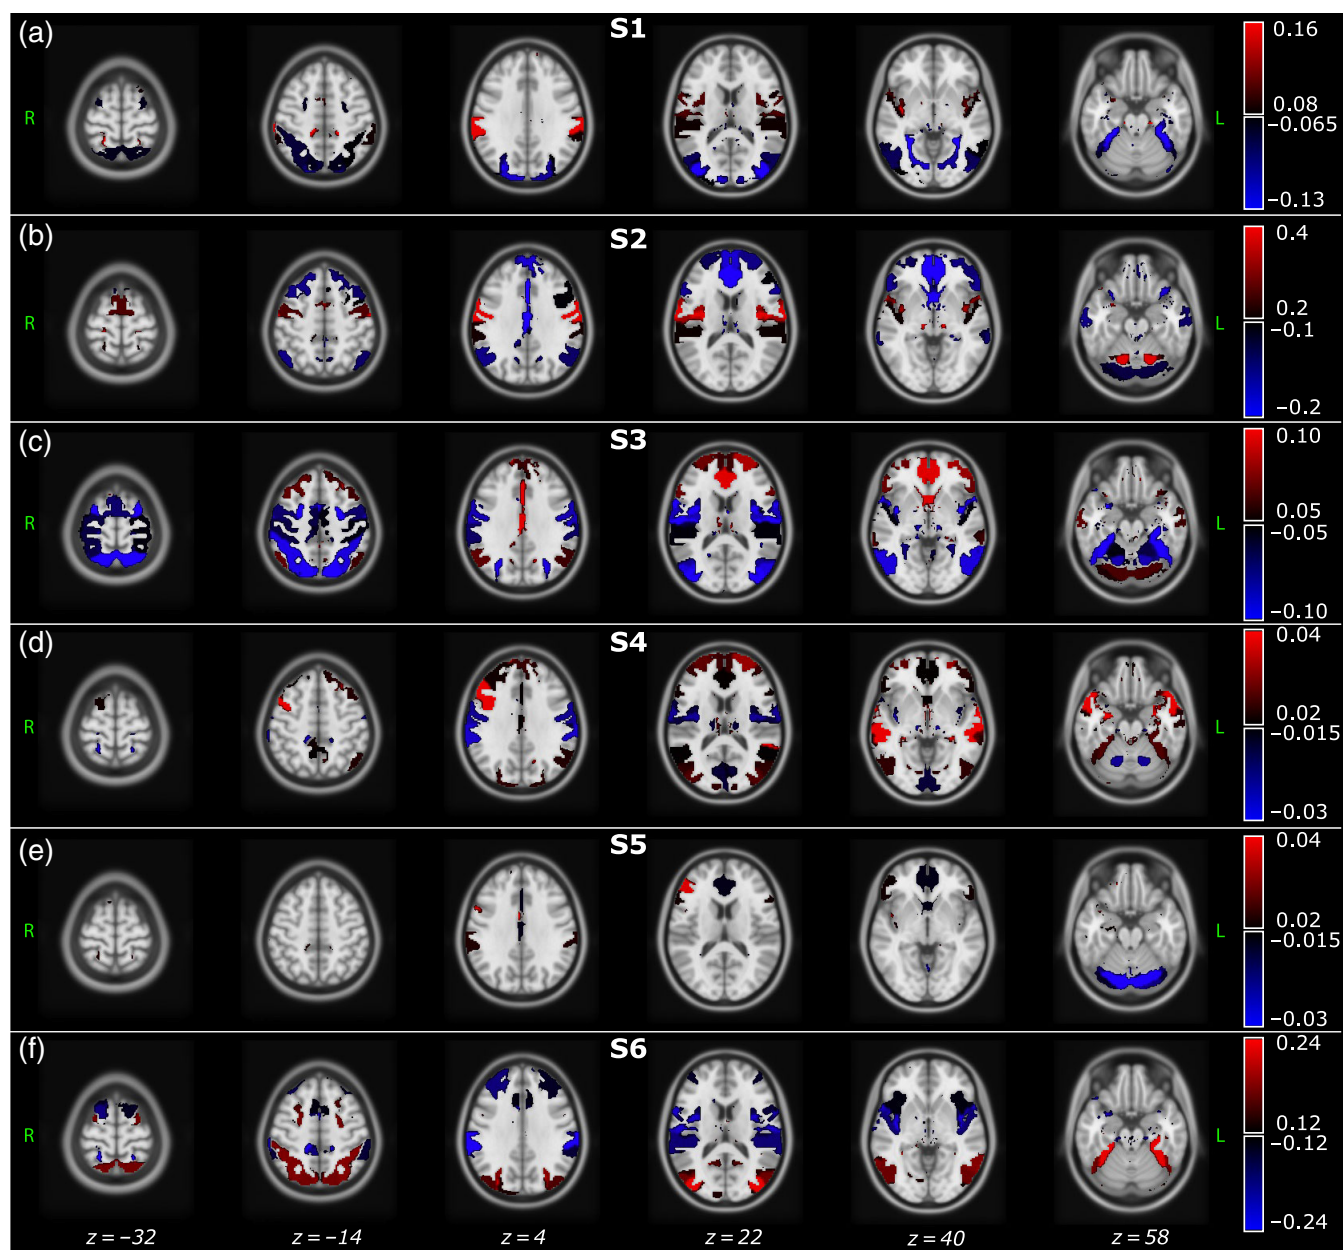 (a) S1
R L
0.16
0.08
−0.065
−0.13
(b) S2
R L
0.4
0.2
−0.1
−0.2
(c) S3
R L
0.10
0.05
−0.05
−0.10
(d) S4
R L
0.04
0.02
−0.015
−0.03
(e) S5
R L
0.04
0.02
−0.015
−0.03
(f) S6
R L
0.24
0.12
−0.12
−0.24
z = −32 z = −14 z = 4 z = 22 z = 40 z = 58